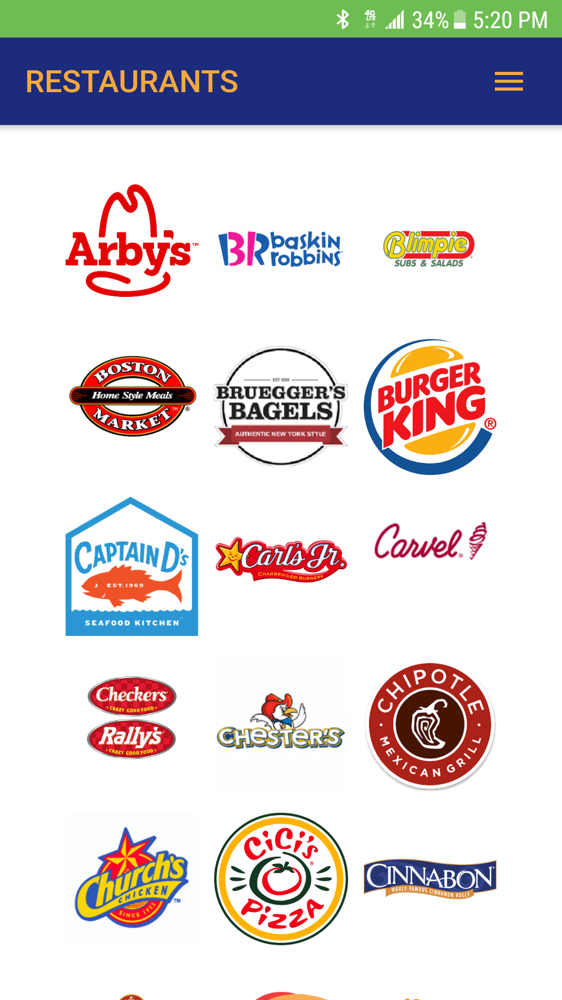 4G LTE 34% 5:20 PM
RESTAURANTS
Arby's™
BR baskin robbins™
Blimpie
SUBS & SALADS
BOSTON
Home Style Meals
MARKET™ ®
EST. 1983
BRUEGGER'S
BAGELS
AUTHENTIC NEW YORK STYLE
BURGER
KING®
CAPTAIN D's
EST. 1969
SEAFOOD KITCHEN
Carl's Jr.
CHARBROILED BURGERS
Carvel
Checkers
• CRAZY GOOD FOOD •
Rally's
• CRAZY GOOD FOOD •
CHESTER'S
CHIPOTLE
MEXICAN GRILL
Church's
CHICKEN™
SINCE 1952
CiCi's®
PiZZA
CINNABON
WORLD FAMOUS CINNAMON ROLLS